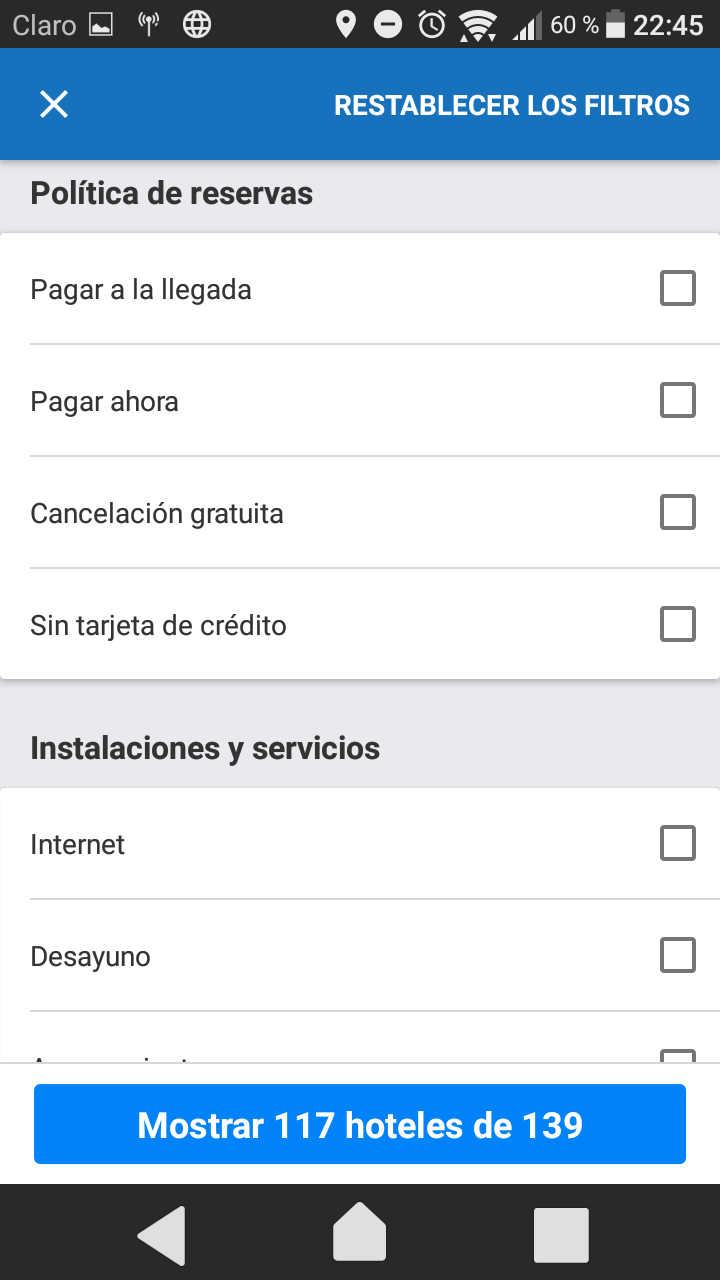 Claro 60 % 22:45
RESTABLECER LOS FILTROS
Política de reservas
Pagar a la llegada
Pagar ahora
Cancelación gratuita
Sin tarjeta de crédito
Instalaciones y servicios
Internet
Desayuno
Mostrar 117 hoteles de 139